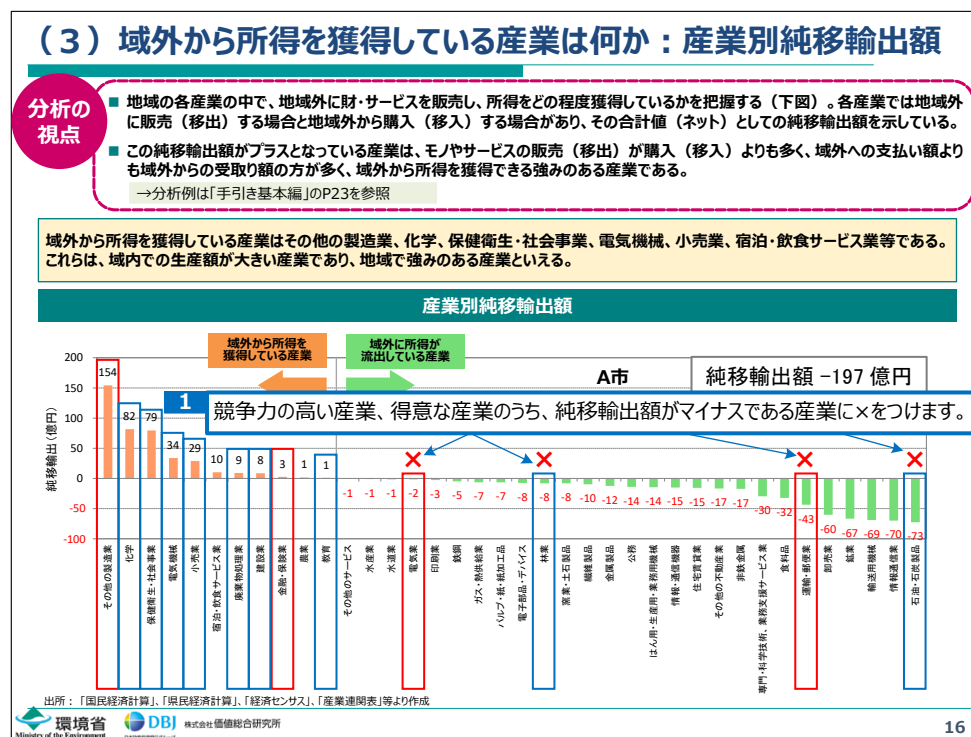 （３）域外から所得を獲得している産業は何か：産業別純移輸出額
分析の
視点
■ 地域の各産業の中で、地域外に財・サービスを販売し、所得をどの程度獲得しているかを把握する（下図）。各産業では地域外
に販売（移出）する場合と地域外から購入（移入）する場合があり、その合計値（ネット）としての純移輸出額を示している。
■ この純移輸出額がプラスとなっている産業は、モノやサービスの販売（移出）が購入（移入）よりも多く、域外への支払い額より
も域外からの受取り額の方が多く、域外から所得を獲得できる強みのある産業である。
→分析例は「手引き基本編」のP23を参照
域外から所得を獲得している産業はその他の製造業、化学、保健衛生・社会事業、電気機械、小売業、宿泊・飲食サービス業等である。
これらは、域内での生産額が大きい産業であり、地域で強みのある産業といえる。
産業別純移輸出額
域外から所得を
獲得している産業
域外に所得が
流出している産業
A市
純移輸出額 −197 億円
1
競争力の高い産業、得意な産業のうち、純移輸出額がマイナスである産業に×をつけます。
純移輸出（億円）
200
150
100
50
0
-50
-100
154
82
79
34
29
10
9
8
3
1
1
-1
-1
-1
-2
-3
-5
-7
-7
-8
-8
-8
-10
-12
-14
-14
-15
-15
-17
-17
-30
-32
-43
-60
-67
-69
-70
-73
その他の製造業
化学
保健衛生・社会事業
電気機械
小売業
宿泊・飲食サービス業
廃棄物処理業
建設業
金融・保険業
農業
教育
その他のサービス
水産業
水道業
電気業
印刷業
鉄鋼
ガス・熱供給業
パルプ・紙・紙加工品
電子部品・デバイス
林業
窯業・土石製品
繊維製品
金属製品
公務
はん用・生産用・業務用機械
情報・通信機器
住宅賃貸業
その他の不動産業
非鉄金属
専門・科学技術、業務支援サービス業
食料品
運輸・郵便業
卸売業
鉱業
輸送用機械
情報通信業
石油・石炭製品
出所：「国民経済計算」、「県民経済計算」、「経済センサス」、「産業連関表」等より作成
環境省
Ministry of the Environment
DBJ 株式会社価値総合研究所
16